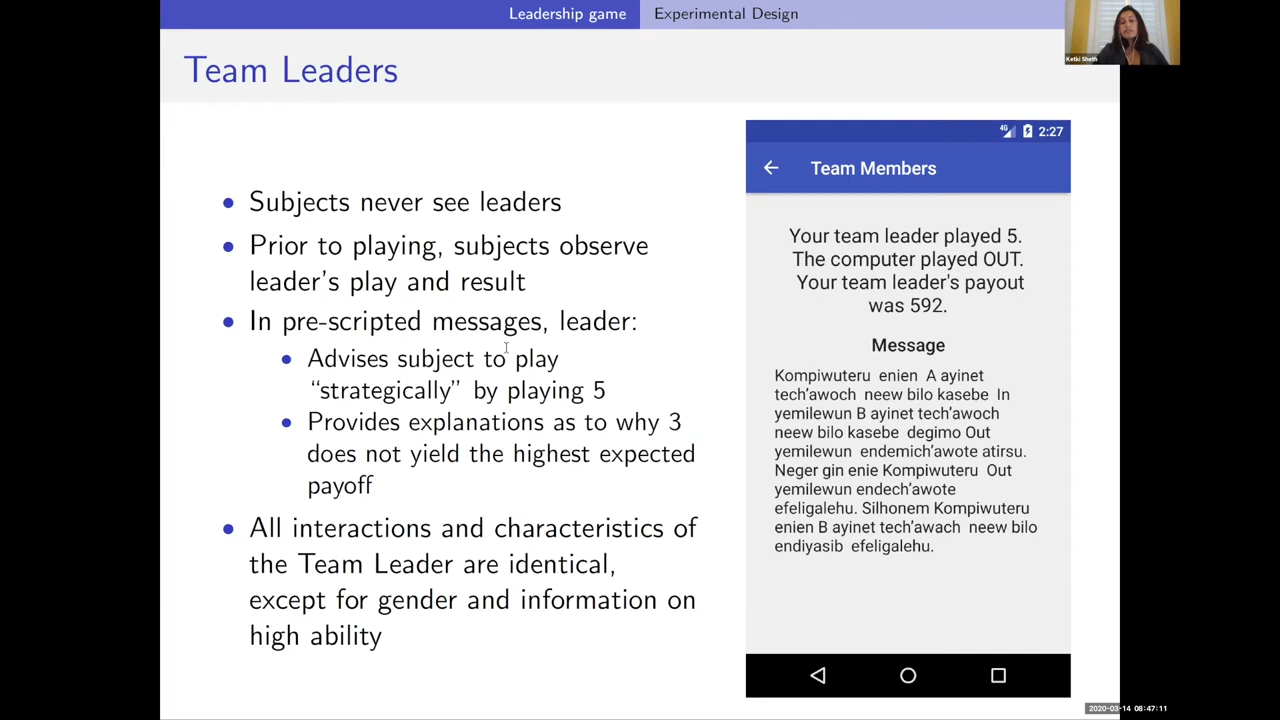 Leadership game
Experimental Design
Team Leaders
Ketki Sheth
• Subjects never see leaders
• Prior to playing, subjects observe
leader's play and result
• In pre-scripted messages, leader:
• Advises subject to play
“strategically” by playing 5
• Provides explanations as to why 3
does not yield the highest expected
payoff
• All interactions and characteristics of
the Team Leader are identical,
except for gender and information on
high ability
4G
2:27
Team Members
Your team leader played 5.
The computer played OUT.
Your team leader's payout
was 592.
Message
Kompiwuteru enien A ayinet
tech'awoch neew bilo kasebe In
yemilewun B ayinet tech'awoch
neew bilo kasebe degimo Out
yemilewun endemich'awote atirsu.
Neger gin enie Kompiwuteru Out
yemilewun endech'awote
efeligalehu. Silhonem Kompiwuteru
enien B ayinet tech'awach neew bilo
endiyasib efeligalehu.
2020-03-14 08:47:11